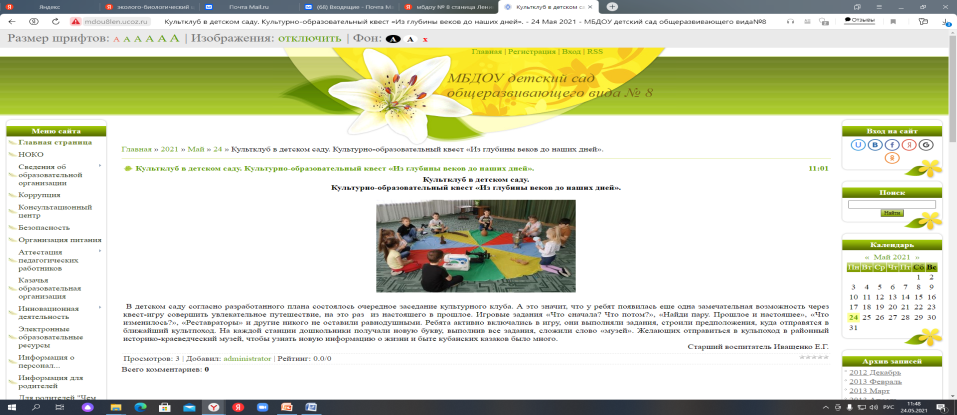 Яндекс
эколого-биологический
Почта Mail.ru
(66) Входящие - Почта M
мбдоу № 8 станица Лен
Культклуб в детском са
mdou8len.ucoz.ru
Культклуб в детском саду. Культурно-образовательный квест «Из глубины веков до наших дней». - 24 Мая 2021 - МБДОУ детский сад общеразвивающего вида№8
Отзывы
Размер шрифтов: А А А А А А | Изображения: отключить | Фон: А А x
Главная | Регистрация | Вход | RSS
МБДОУ детский сад
общеразвивающего вида № 8
Меню сайта
Главная страница
НОКО
Сведения об
образовательной
организации
Коррупция
Консультационный
центр
Безопасность
Организация питания
Аттестация
педагогических
работников
Казачья
образовательная
организация
Инновационная
деятельность
Электронные
образовательные
ресурсы
Информация о
персонал...
Информация для
родителей
Для родителей "Чем
Главная » 2021 » Май » 24 » Культклуб в детском саду. Культурно-образовательный квест «Из глубины веков до наших дней».
Культклуб в детском саду. Культурно-образовательный квест «Из глубины веков до наших дней». 11:01
Культклуб в детском саду.
Культурно-образовательный квест «Из глубины веков до наших дней».
В детском саду согласно разработанного плана состоялось очередное заседание культурного клуба. А это значит, что у ребят появилась еще одна замечательная возможность через
квест-игру совершить увлекательное путешествие, на это раз из настоящего в прошлое. Игровые задания «Что сначала? Что потом?», «Найди пару. Прошлое и настоящее», «Что
изменилось?», «Реставраторы» и другие никого не оставили равнодушными. Ребята активно включались в игру, они выполняли задания, строили предположения, куда отправятся в
ближайший культпоход. На каждой станции дошкольники получали новую букву, выполнив все задания, сложили слово «музей». Желающих отправиться в культпоход в районный
историко-краеведческий музей, чтобы узнать новую информацию о жизни и быте кубанских казаков было много.
Старший воспитатель Ивашенко Е.Г.
Просмотров: 3 | Добавил: administrator | Рейтинг: 0.0/0
Всего комментариев: 0
Вход на сайт
Поиск
Найти
Календарь
« Май 2021 »
Пн Вт Ср Чт Пт Сб Вс
1 2
3 4 5 6 7 8 9
10 11 12 13 14 15 16
17 18 19 20 21 22 23
24 25 26 27 28 29 30
31
Архив записей
2012 Декабрь
2013 Февраль
2013 Март
РУС
11:48
24.05.2021